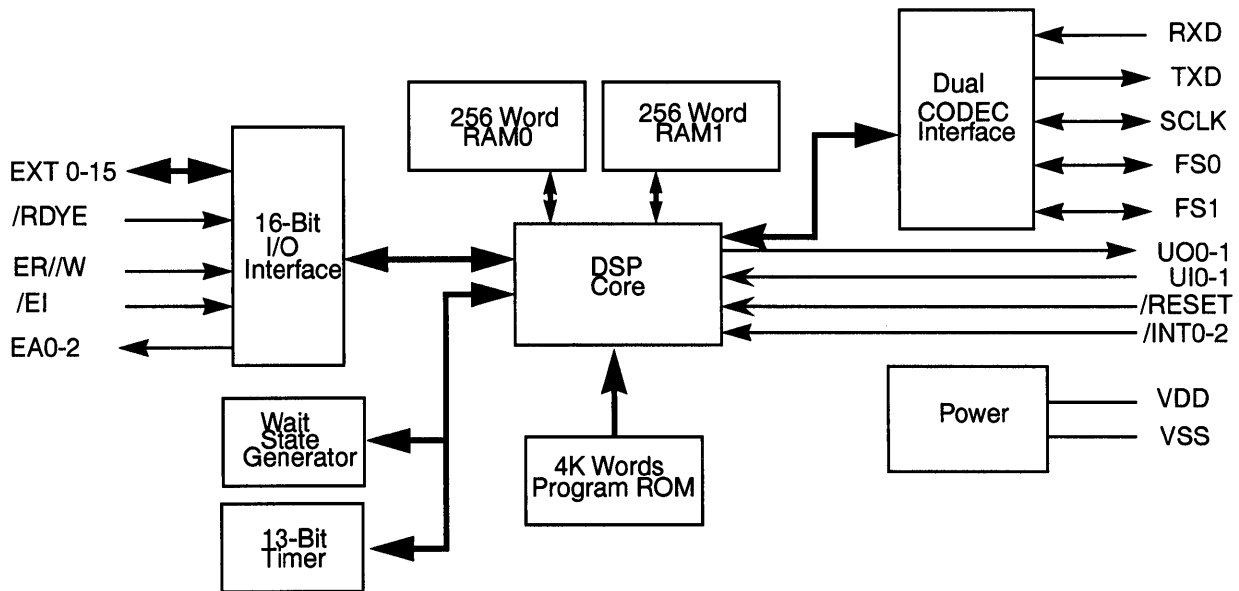 RXD
TXD
SCLK
FS0
FS1
Dual
CODEC
Interface
256 Word
RAM0
256 Word
RAM1
EXT 0-15
/RDYE
ER//W
/EI
EA0-2
16-Bit
I/O
Interface
DSP
Core
UO0-1
UI0-1
/RESET
/INT0-2
Wait
State
Generator
13-Bit
Timer
4K Words
Program ROM
Power
VDD
VSS